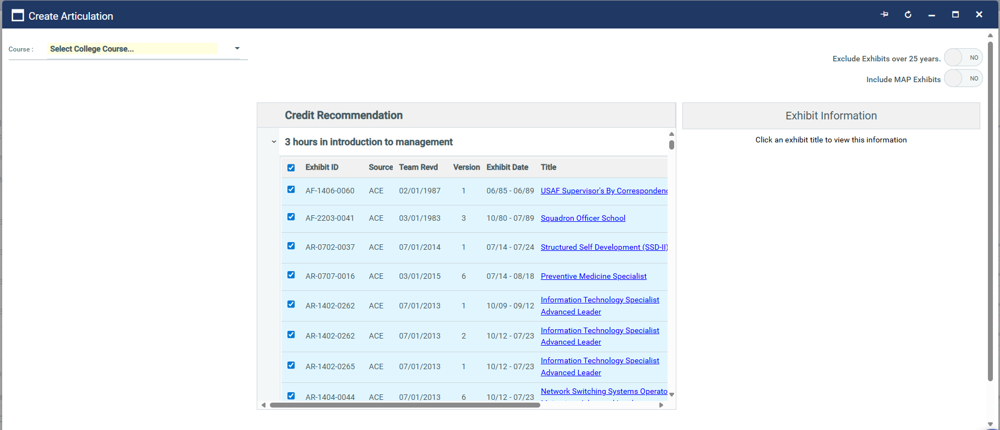 Create Articulation
Course :
Select College Course...
Exclude Exhibits over 25 years.
NO
Include MAP Exhibits
NO
Credit Recommendation
3 hours in introduction to management
Exhibit ID Source Team Revd Version Exhibit Date Title
AF-1406-0060 ACE 02/01/1987 1 06/85 - 06/89 USAF Supervisor's By Correspondenc
AF-2203-0041 ACE 03/01/1983 3 10/80 - 07/89 Squadron Officer School
AR-0702-0037 ACE 07/01/2014 1 07/14 - 07/24 Structured Self Development (SSD-II)
AR-0707-0016 ACE 03/01/2015 6 07/14 - 08/18 Preventive Medicine Specialist
AR-1402-0262 ACE 07/01/2013 1 10/09 - 09/12 Information Technology Specialist
Advanced Leader
AR-1402-0262 ACE 07/01/2013 2 10/12 - 07/23 Information Technology Specialist
Advanced Leader
AR-1402-0265 ACE 07/01/2013 1 10/12 - 07/23 Information Technology Specialist
Advanced Leader
AR-1404-0044 ACE 07/01/2013 6 10/12 - 07/23 Network Switching Systems Operato
Exhibit Information
Click an exhibit title to view this information